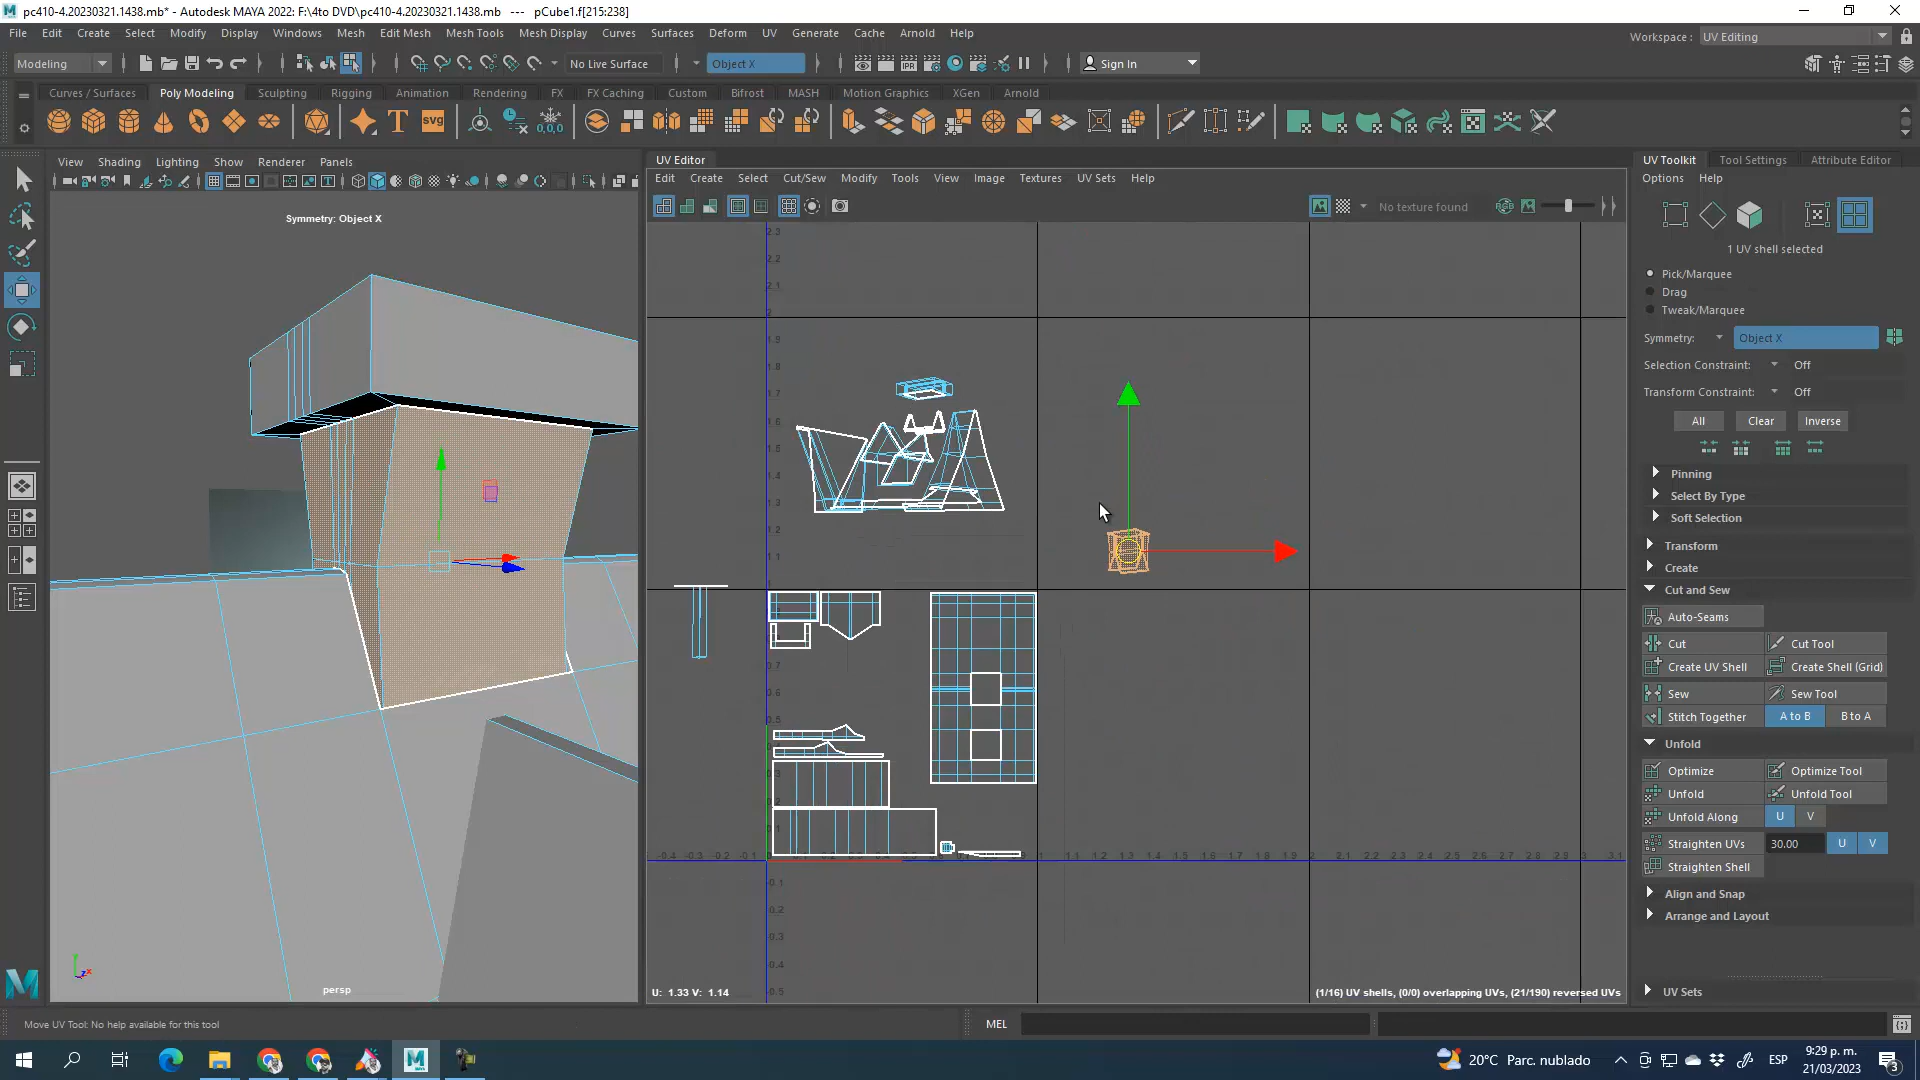 pc410-4.20230321.1438.mb* - Autodesk MAYA 2022: F:\4to DVD\pc410-4.20230321.1438.mb   ---   pCube1.f[215:238]
File Edit Create Select Modify Display Windows Mesh Edit Mesh Mesh Tools Mesh Display Curves Surfaces Deform UV Generate Cache Arnold Help
Workspace : UV Editing
Modeling No Live Surface Object X Sign In
Curves / Surfaces Poly Modeling Sculpting Rigging Animation Rendering FX FX Caching Custom Bifrost MASH Motion Graphics XGen Arnold
View Shading Lighting Show Renderer Panels
Symmetry: Object X
persp
UV Editor
Edit Create Select Cut/Sew Modify Tools View Image Textures UV Sets Help
No texture found
U: 1.33 V: 1.14
(1/16) UV shells, (0/0) overlapping UVs, (21/190) reversed UVs
UV Toolkit Tool Settings Attribute Editor
Options Help
1 UV shell selected
Pick/Marquee
Drag
Tweak/Marquee
Symmetry: Object X
Selection Constraint: Off
Transform Constraint: Off
All Clear Inverse
Pinning
Select By Type
Soft Selection
Transform
Create
Cut and Sew
Auto-Seams
Cut Cut Tool
Create UV Shell Create Shell (Grid)
Sew Sew Tool
Stitch Together A to B B to A
Unfold
Optimize Optimize Tool
Unfold Unfold Tool
Unfold Along U V
Straighten UVs 30.00 U V
Straighten Shell
Align and Snap
Arrange and Layout
UV Sets
Move UV Tool: No help available for this tool
MEL
20°C Parc. nublado
ESP
9:29 p. m.
21/03/2023
3